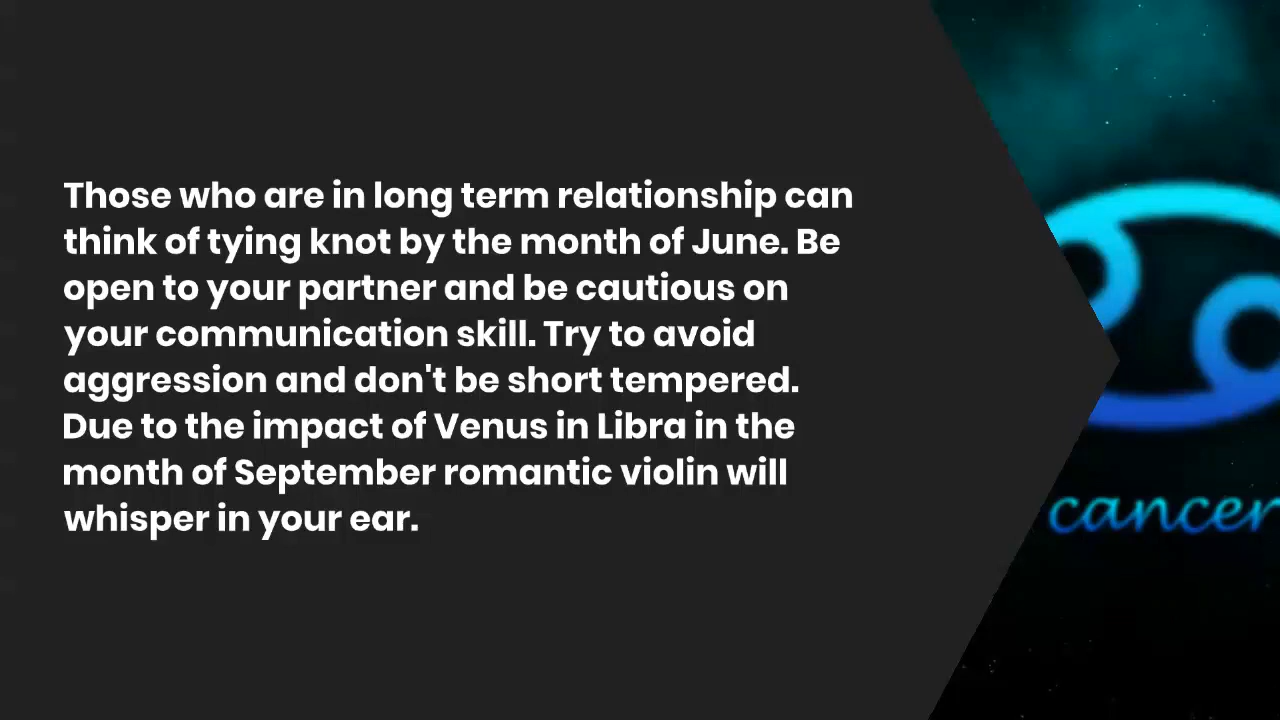 Those who are in long term relationship can
think of tying knot by the month of June. Be
open to your partner and be cautious on
your communication skill. Try to avoid
aggression and don't be short tempered.
Due to the impact of Venus in Libra in the
month of September romantic violin will
whisper in your ear.
cancer